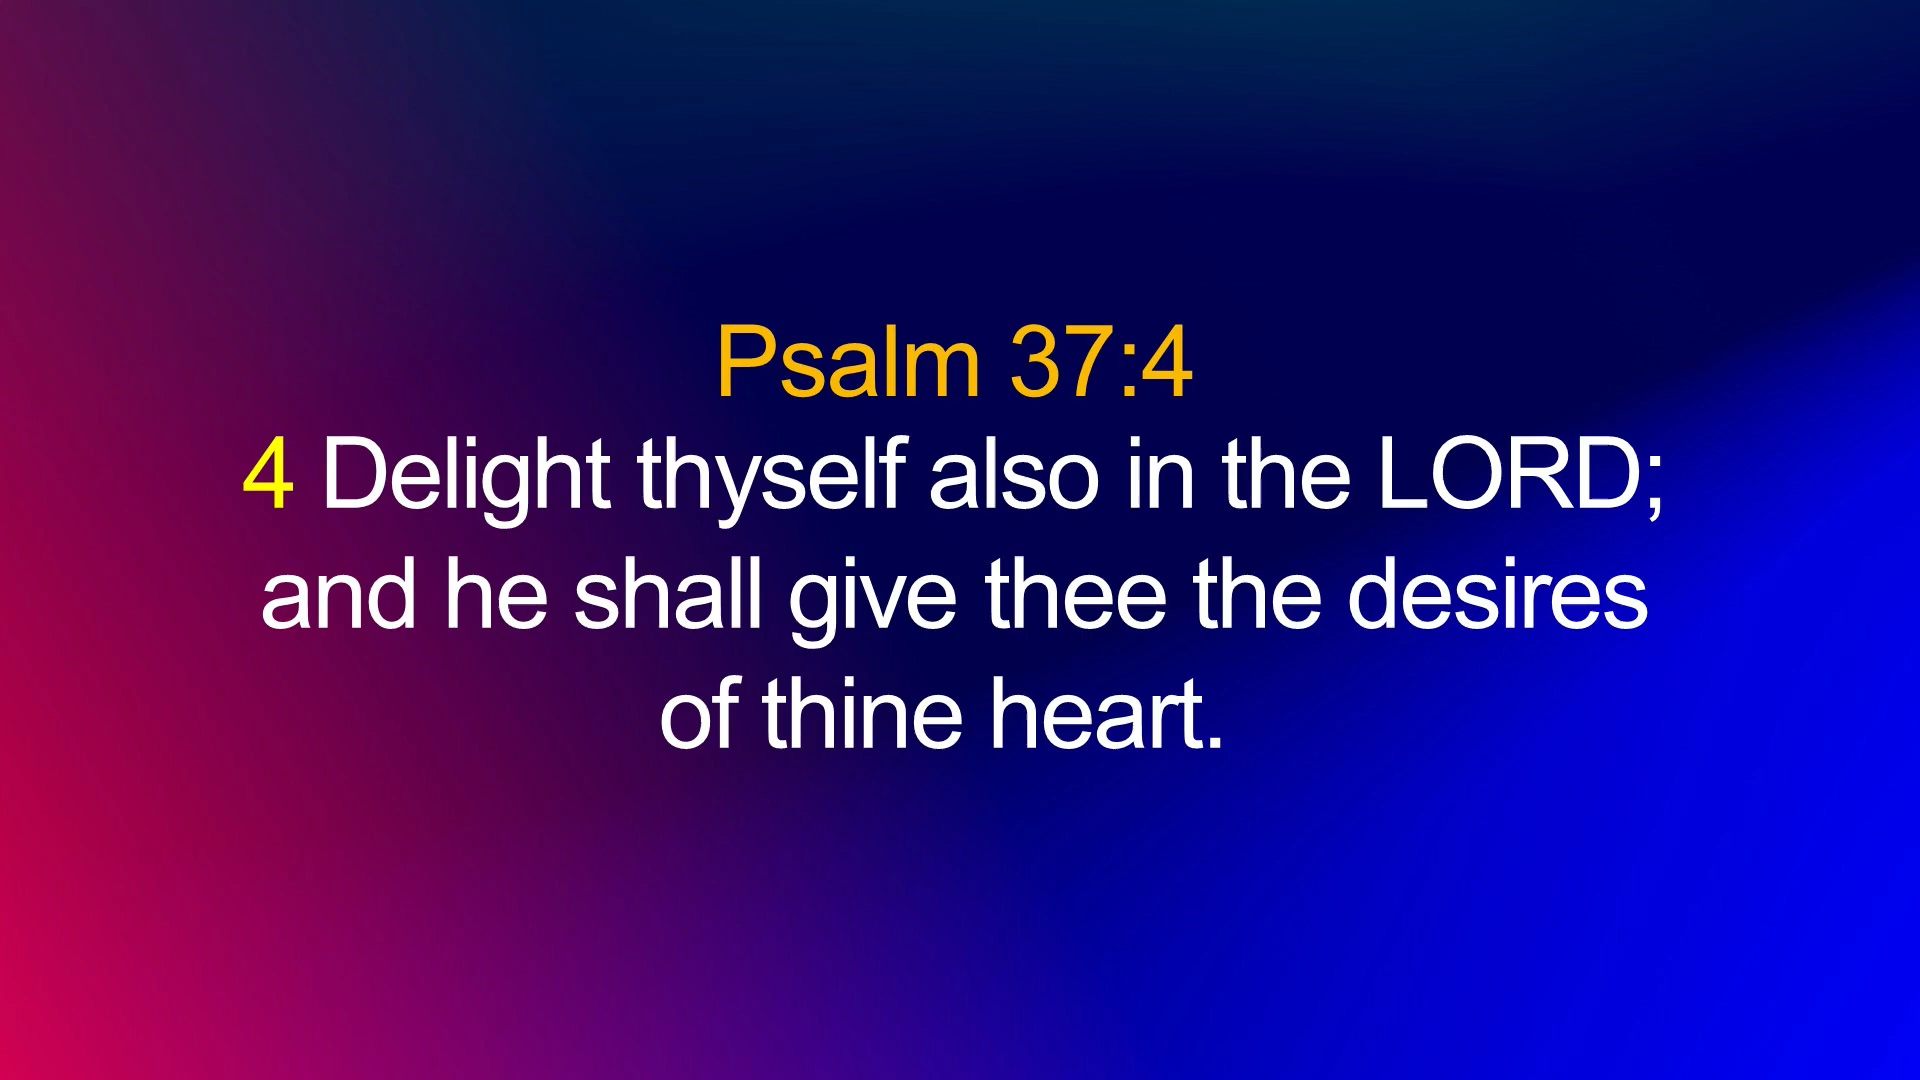 Psalm 37:4
4 Delight thyself also in the LORD;
and he shall give thee the desires
of thine heart.